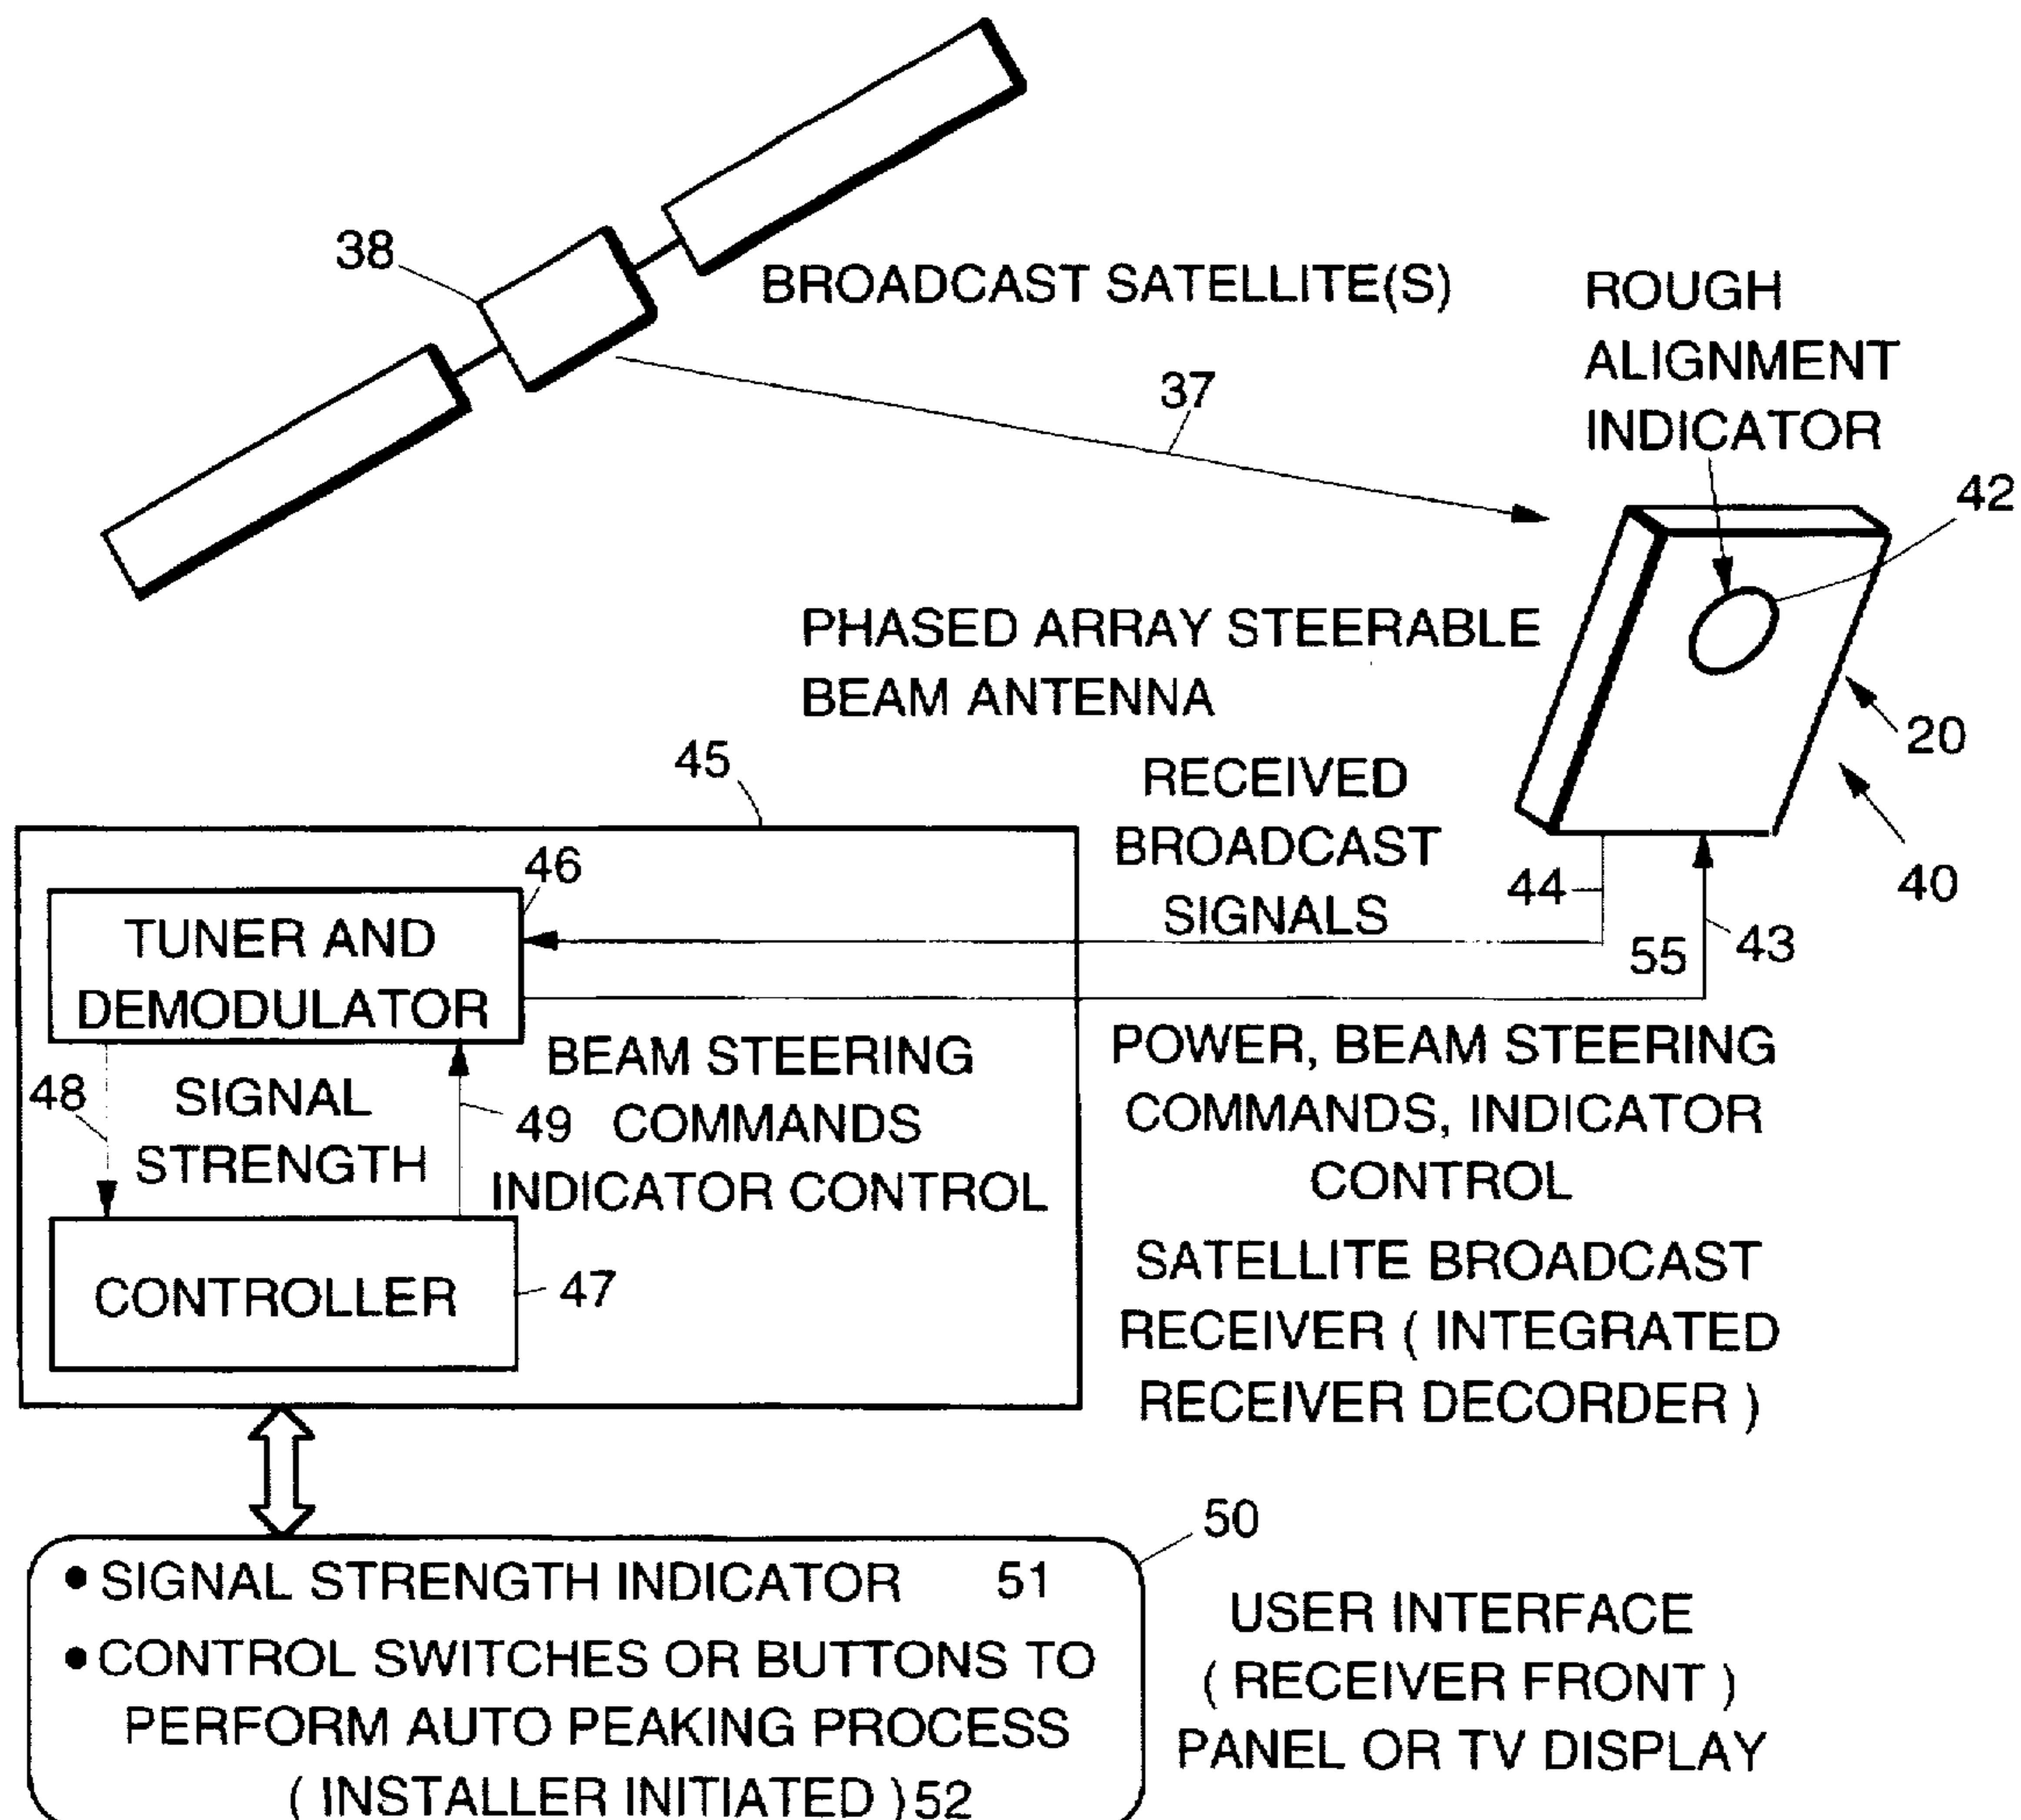 38
BROADCAST SATELLITE(S)
ROUGH
ALIGNMENT
INDICATOR
37
42
PHASED ARRAY STEERABLE
BEAM ANTENNA
20
40
45
RECEIVED
BROADCAST
SIGNALS
44
43
55
46
TUNER AND
DEMODULATOR
48
SIGNAL
STRENGTH
49
BEAM STEERING
COMMANDS
INDICATOR CONTROL
POWER, BEAM STEERING
COMMANDS, INDICATOR
CONTROL
CONTROLLER
47
SATELLITE BROADCAST
RECEIVER ( INTEGRATED
RECEIVER DECORDER )
50
• SIGNAL STRENGTH INDICATOR 51
• CONTROL SWITCHES OR BUTTONS TO
PERFORM AUTO PEAKING PROCESS
( INSTALLER INITIATED ) 52
USER INTERFACE
( RECEIVER FRONT )
PANEL OR TV DISPLAY